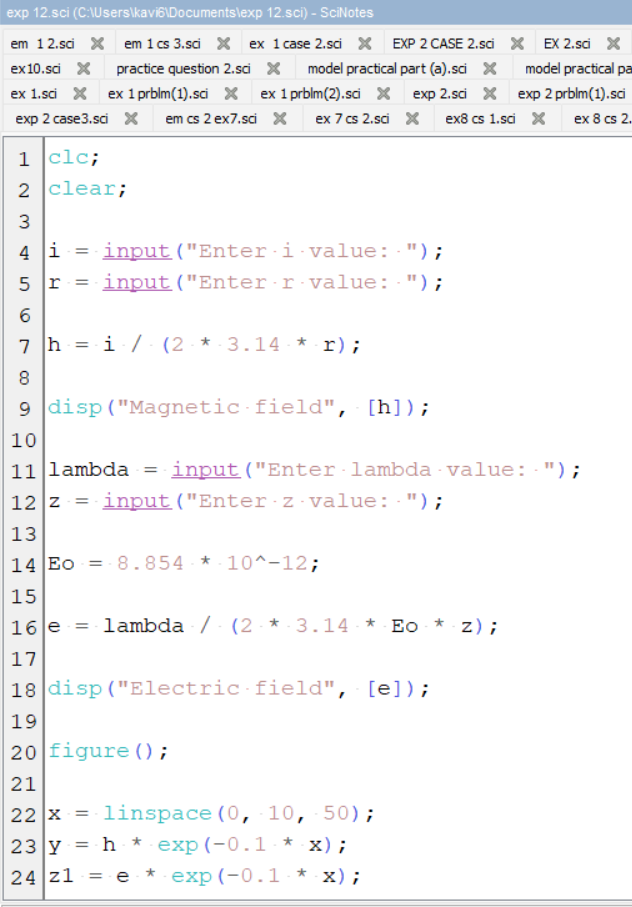 exp 12.sci (C:\Users\kavi6\Documents\exp 12.sci) - SciNotes
em 1 2.sci em 1 cs 3.sci ex 1 case 2.sci EXP 2 CASE 2.sci EX 2.sci
ex10.sci practice question 2.sci model practical part (a).sci model practical pa
ex 1.sci ex 1 prblm(1).sci ex 1 prblm(2).sci exp 2.sci exp 2 prblm(1).sci
exp 2 case3.sci em cs 2 ex7.sci ex 7 cs 2.sci ex8 cs 1.sci ex 8 cs 2.
1 clc;
2 clear;
3
4 i = input("Enter i value: ");
5 r = input("Enter r value: ");
6
7 h = i / (2 * 3.14 * r);
8
9 disp("Magnetic field", [h]);
10
11 lambda = input("Enter lambda value: ");
12 z = input("Enter z value: ");
13
14 Eo = 8.854 * 10^-12;
15
16 e = lambda / (2 * 3.14 * Eo * z);
17
18 disp("Electric field", [e]);
19
20 figure();
21
22 x = linspace(0, 10, 50);
23 y = h * exp(-0.1 * x);
24 z1 = e * exp(-0.1 * x);